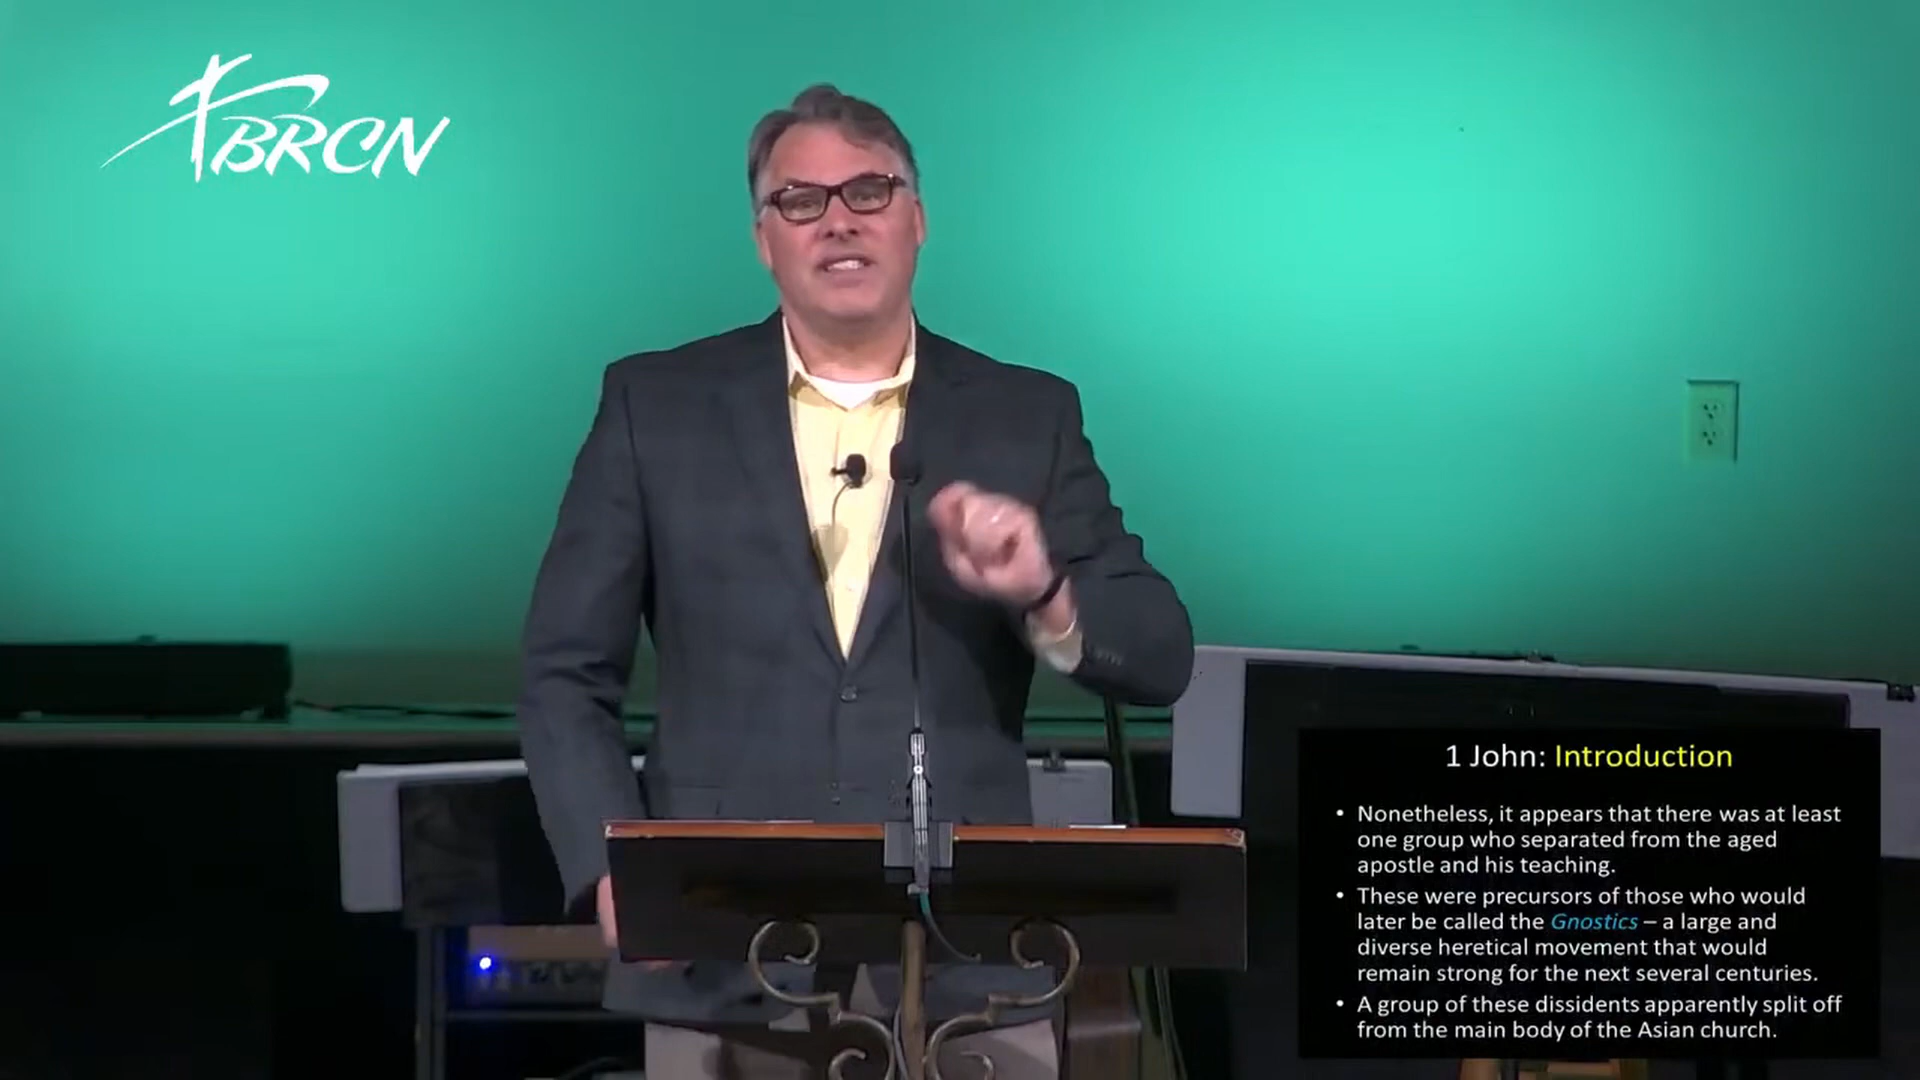 BRCN
1 John: Introduction
• Nonetheless, it appears that there was at least
one group who separated from the aged
apostle and his teaching.
• These were precursors of those who would
later be called the Gnostics – a large and
diverse heretical movement that would
remain strong for the next several centuries.
• A group of these dissidents apparently split off
from the main body of the Asian church.